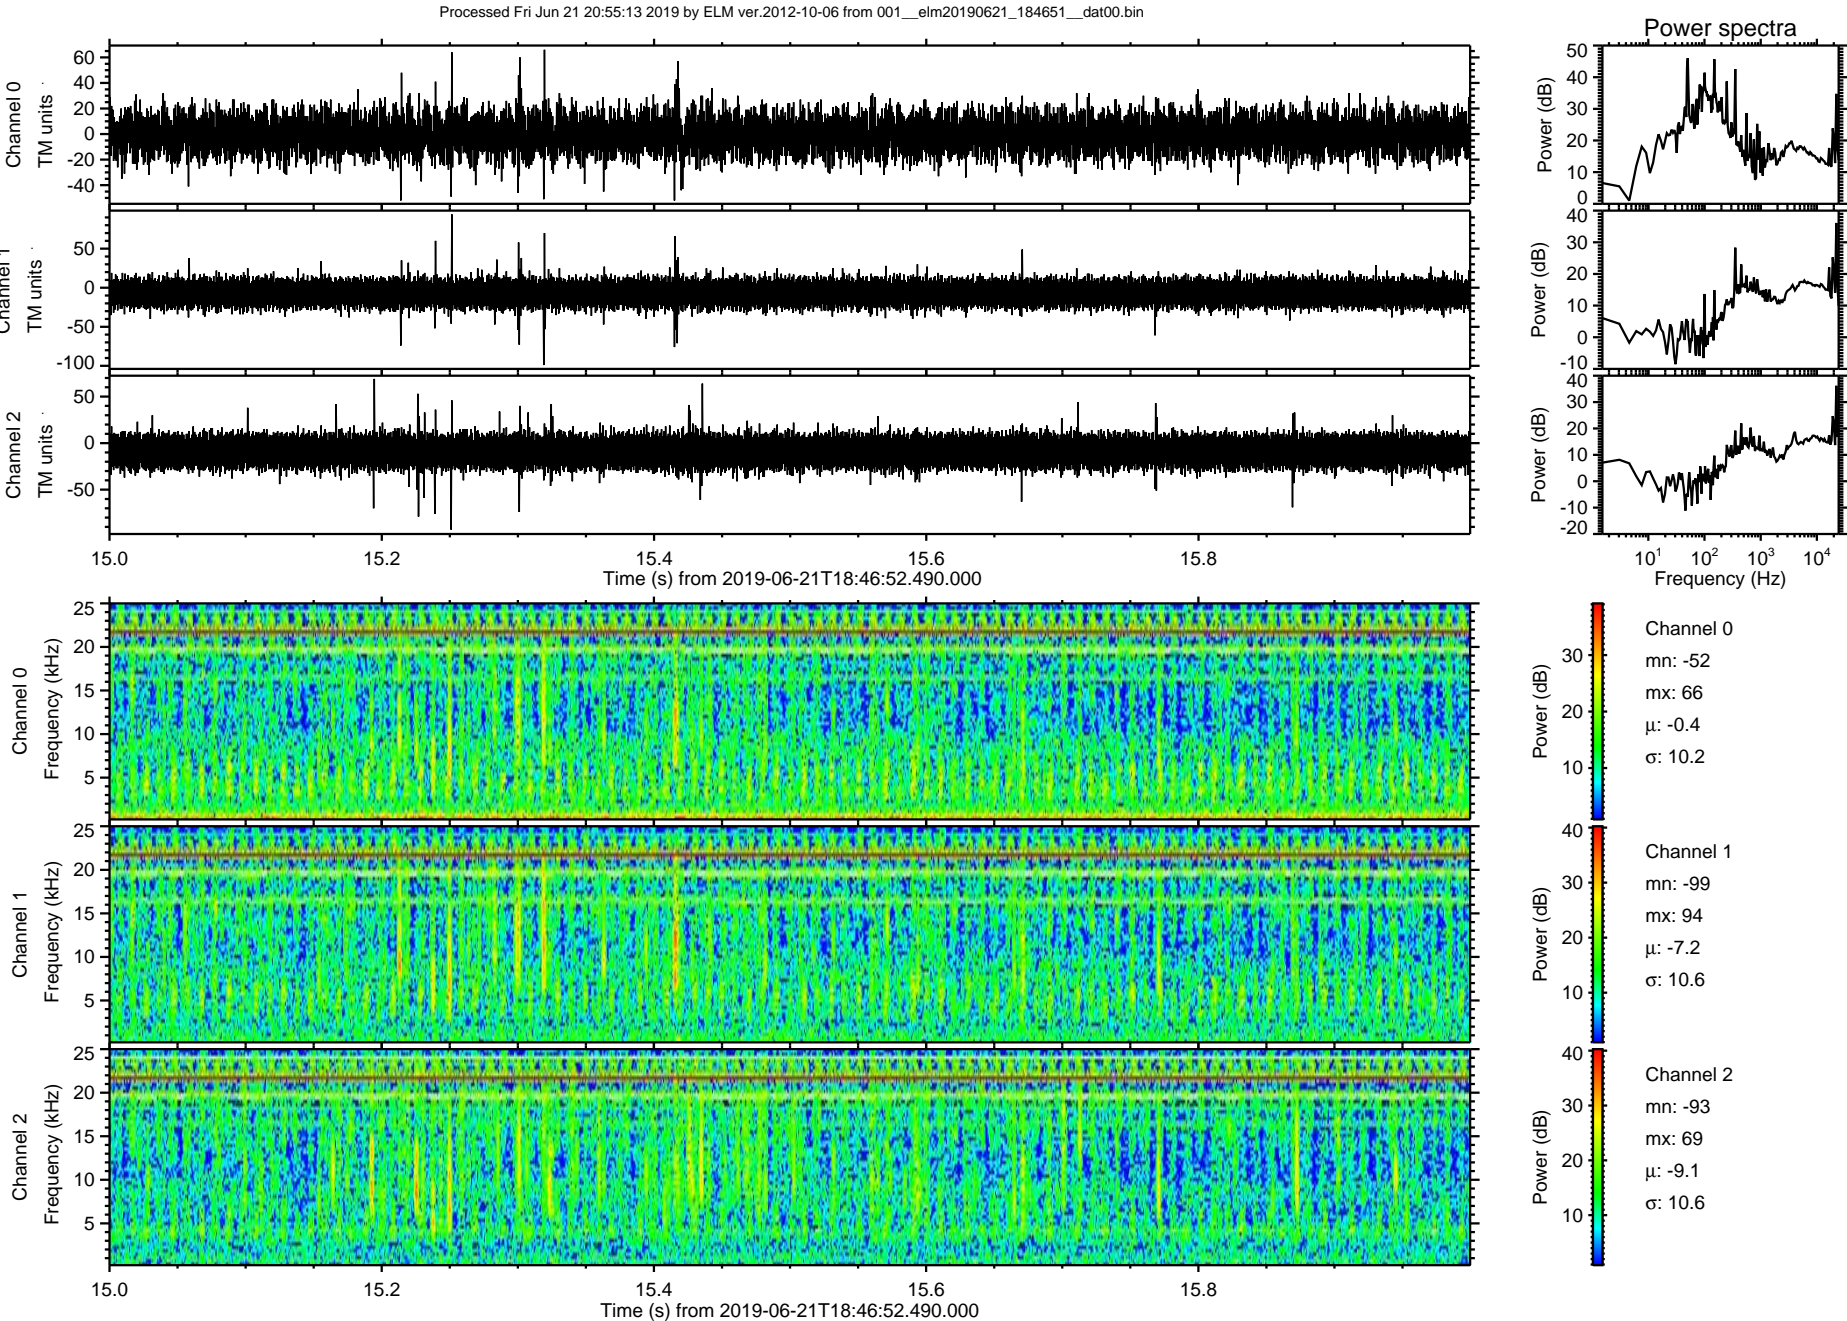 Processed Fri Jun 21 20:55:13 2019 by ELM ver.2012-10-06 from 001__elm20190621_184651__dat00.bin
Power spectra
Channel 0
TM units
60
40
20
0
-20
-40
Power (dB)
50
40
30
20
10
0
Channel 1
TM units
50
0
-50
-100
Power (dB)
40
30
20
10
0
-10
Channel 2
TM units
50
0
-50
Power (dB)
40
30
20
10
0
-10
-20
15.0 15.2 15.4 15.6 15.8
Time (s) from 2019-06-21T18:46:52.490.000
10^1 10^2 10^3 10^4
Frequency (Hz)
Channel 0
Frequency (kHz)
25
20
15
10
5
Power (dB)
30
20
10
Channel 0
mn: -52
mx: 66
μ: -0.4
σ: 10.2
Channel 1
Frequency (kHz)
25
20
15
10
5
Power (dB)
40
30
20
10
Channel 1
mn: -99
mx: 94
μ: -7.2
σ: 10.6
Channel 2
Frequency (kHz)
25
20
15
10
5
Power (dB)
40
30
20
10
Channel 2
mn: -93
mx: 69
μ: -9.1
σ: 10.6
15.0 15.2 15.4 15.6 15.8
Time (s) from 2019-06-21T18:46:52.490.000